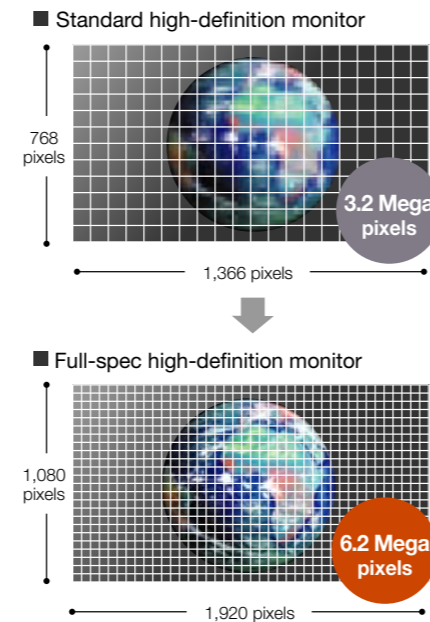 ■ Standard high-definition monitor
768
pixels
3.2 Mega
pixels
1,366 pixels
■ Full-spec high-definition monitor
1,080
pixels
6.2 Mega
pixels
1,920 pixels